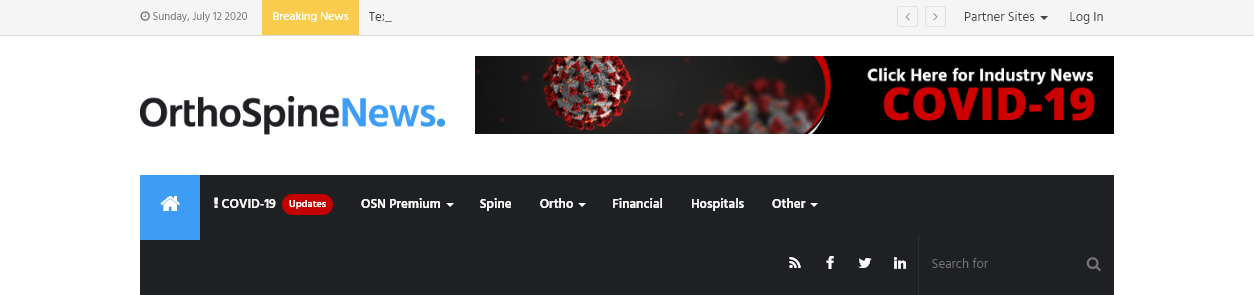 Sunday, July 12 2020 Breaking News Te:_ Partner Sites Log In
Click Here for Industry News
COVID-19
OrthoSpineNews.
! COVID-19 Updates OSN Premium Spine Ortho Financial Hospitals Other
Search for